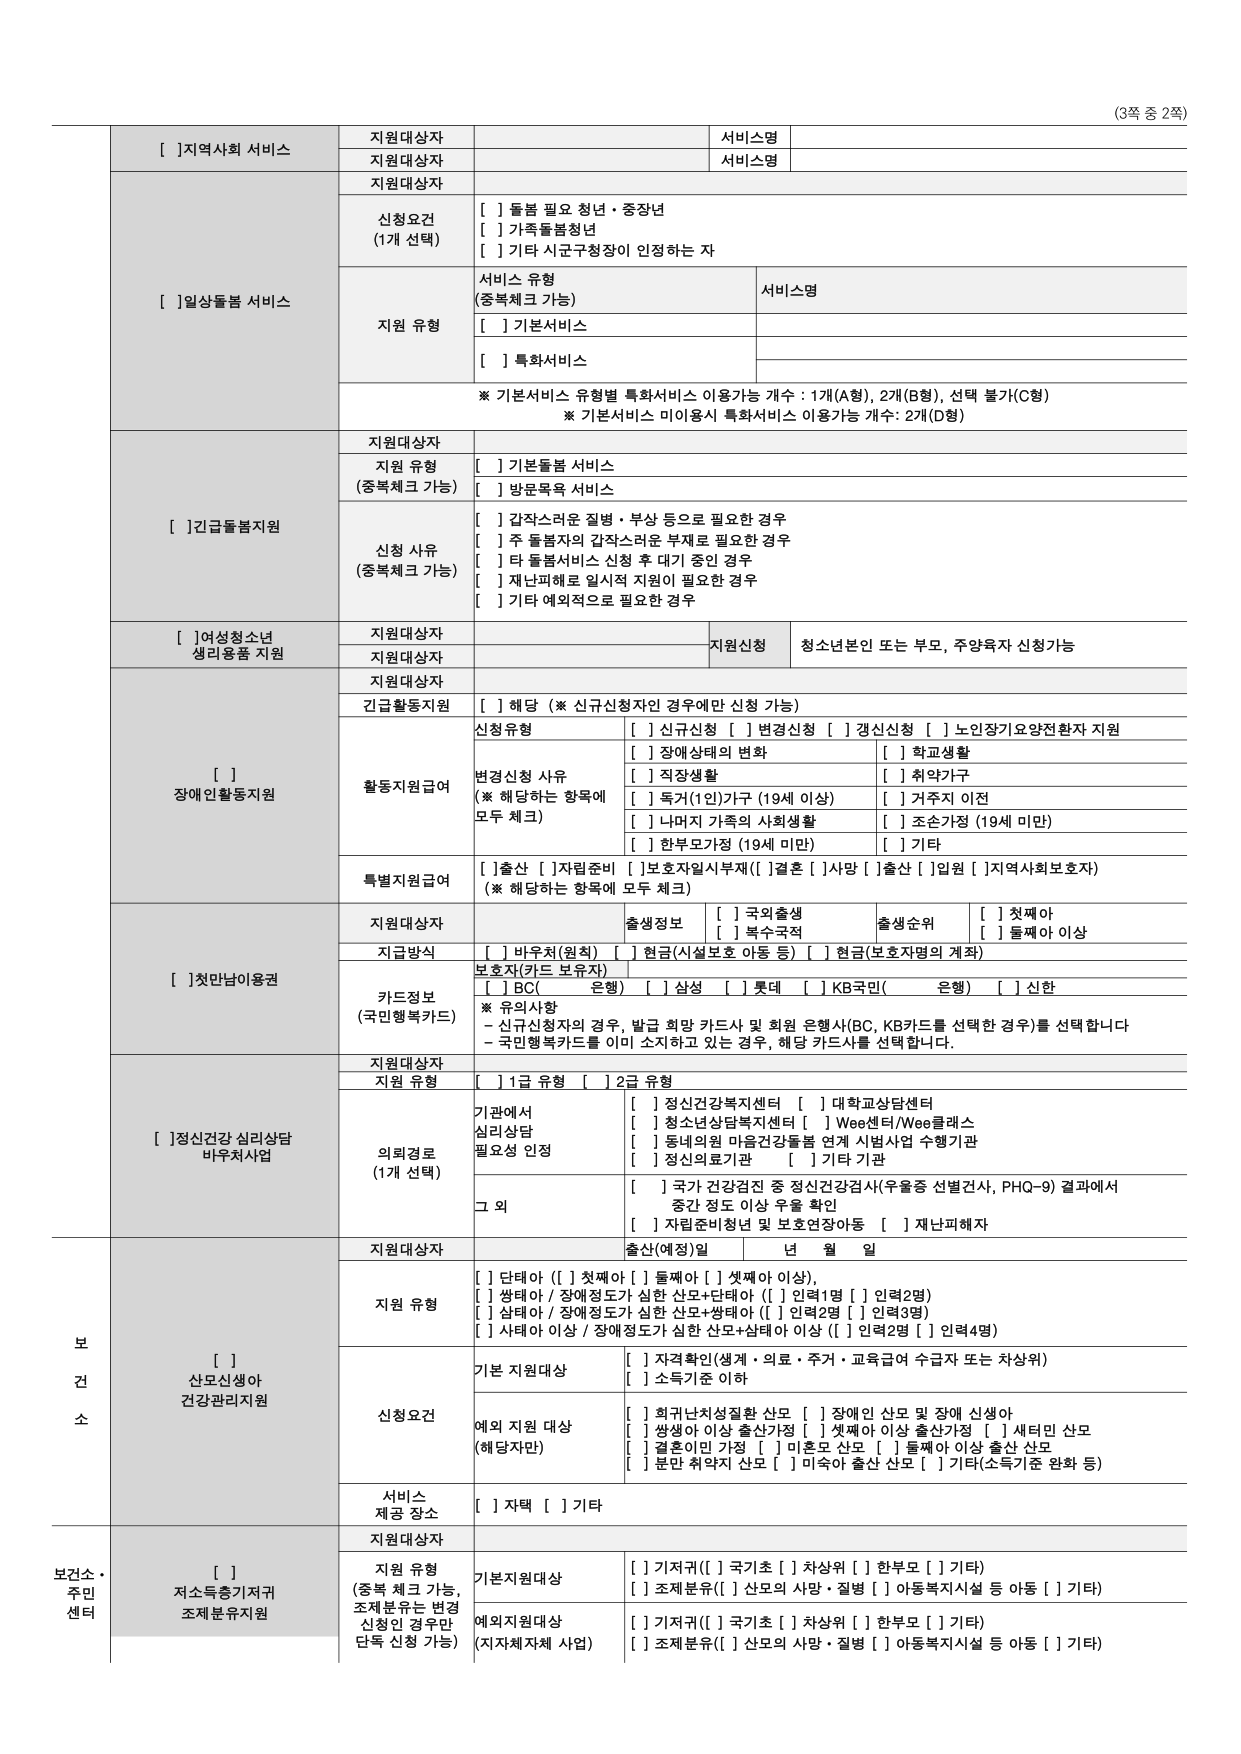 (3쪽 중 2쪽)
[ ]지역사회 서비스
지원대상자
서비스명
지원대상자
서비스명
[ ]일상돌봄 서비스
지원대상자
신청요건
(1개 선택)
[ ] 돌봄 필요 청년·중장년
[ ] 가족돌봄청년
[ ] 기타 시군구청장이 인정하는 자
지원 유형
서비스 유형
(중복체크 가능)
서비스명
[ ] 기본서비스
[ ] 특화서비스
※ 기본서비스 유형별 특화서비스 이용가능 개수 : 1개(A형), 2개(B형), 선택 불가(C형)
※ 기본서비스 미이용시 특화서비스 이용가능 개수: 2개(D형)
[ ]긴급돌봄지원
지원대상자
지원 유형
(중복체크 가능)
[ ] 기본돌봄 서비스
[ ] 방문목욕 서비스
신청 사유
(중복체크 가능)
[ ] 갑작스러운 질병·부상 등으로 필요한 경우
[ ] 주 돌봄자의 갑작스러운 부재로 필요한 경우
[ ] 타 돌봄서비스 신청 후 대기 중인 경우
[ ] 재난피해로 일시적 지원이 필요한 경우
[ ] 기타 예외적으로 필요한 경우
[ ]여성청소년
생리용품 지원
지원대상자
지원대상자
지원신청
청소년본인 또는 부모, 주양육자 신청가능
[ ]
장애인활동지원
지원대상자
긴급활동지원
[ ] 해당 (※ 신규신청자인 경우에만 신청 가능)
활동지원급여
신청유형
[ ] 신규신청 [ ] 변경신청 [ ] 갱신신청 [ ] 노인장기요양전환자 지원
변경신청 사유
(※ 해당하는 항목에
모두 체크)
[ ] 장애상태의 변화
[ ] 학교생활
[ ] 직장생활
[ ] 취약가구
[ ] 독거(1인)가구 (19세 이상)
[ ] 거주지 이전
[ ] 나머지 가족의 사회생활
[ ] 조손가정 (19세 미만)
[ ] 한부모가정 (19세 미만)
[ ] 기타
특별지원급여
[ ]출산 [ ]자립준비 [ ]보호자일시부재([ ]결혼 [ ]사망 [ ]출산 [ ]입원 [ ]지역사회보호자)
(※ 해당하는 항목에 모두 체크)
[ ]첫만남이용권
지원대상자
출생정보
[ ] 국외출생
[ ] 복수국적
출생순위
[ ] 첫째아
[ ] 둘째아 이상
지급방식
[ ] 바우처(원칙) [ ] 현금(시설보호 아동 등) [ ] 현금(보호자명의 계좌)
카드정보
(국민행복카드)
보호자(카드 보유자)
[ ] BC( 은행) [ ] 삼성 [ ] 롯데 [ ] KB국민( 은행) [ ] 신한
※ 유의사항
– 신규신청자의 경우, 발급 희망 카드사 및 회원 은행사(BC, KB카드를 선택한 경우)를 선택합니다
– 국민행복카드를 이미 소지하고 있는 경우, 해당 카드사를 선택합니다.
[ ]정신건강 심리상담
바우처사업
지원대상자
지원 유형
[ ] 1급 유형 [ ] 2급 유형
의뢰경로
(1개 선택)
기관에서
심리상담
필요성 인정
[ ] 정신건강복지센터 [ ] 대학교상담센터
[ ] 청소년상담복지센터 [ ] Wee센터/Wee클래스
[ ] 동네의원 마음건강돌봄 연계 시범사업 수행기관
[ ] 정신의료기관 [ ] 기타 기관
그 외
[ ] 국가 건강검진 중 정신건강검사(우울증 선별건사, PHQ–9) 결과에서
중간 정도 이상 우울 확인
[ ] 자립준비청년 및 보호연장아동 [ ] 재난피해자
보
건
소
[ ]
산모신생아
건강관리지원
지원대상자
출산(예정)일
년 월 일
지원 유형
[ ] 단태아 ([ ] 첫째아 [ ] 둘째아 [ ] 셋째아 이상),
[ ] 쌍태아 / 장애정도가 심한 산모+단태아 ([ ] 인력1명 [ ] 인력2명)
[ ] 삼태아 / 장애정도가 심한 산모+쌍태아 ([ ] 인력2명 [ ] 인력3명)
[ ] 사태아 이상 / 장애정도가 심한 산모+삼태아 이상 ([ ] 인력2명 [ ] 인력4명)
신청요건
기본 지원대상
[ ] 자격확인(생계·의료·주거·교육급여 수급자 또는 차상위)
[ ] 소득기준 이하
예외 지원 대상
(해당자만)
[ ] 희귀난치성질환 산모 [ ] 장애인 산모 및 장애 신생아
[ ] 쌍생아 이상 출산가정 [ ] 셋째아 이상 출산가정 [ ] 새터민 산모
[ ] 결혼이민 가정 [ ] 미혼모 산모 [ ] 둘째아 이상 출산 산모
[ ] 분만 취약지 산모 [ ] 미숙아 출산 산모 [ ] 기타(소득기준 완화 등)
서비스
제공 장소
[ ] 자택 [ ] 기타
보건소·
주민
센터
[ ]
저소득층기저귀
조제분유지원
지원대상자
지원 유형
(중복 체크 가능,
조제분유는 변경
신청인 경우만
단독 신청 가능)
기본지원대상
[ ] 기저귀([ ] 국기초 [ ] 차상위 [ ] 한부모 [ ] 기타)
[ ] 조제분유([ ] 산모의 사망·질병 [ ] 아동복지시설 등 아동 [ ] 기타)
예외지원대상
(지자체자체 사업)
[ ] 기저귀([ ] 국기초 [ ] 차상위 [ ] 한부모 [ ] 기타)
[ ] 조제분유([ ] 산모의 사망·질병 [ ] 아동복지시설 등 아동 [ ] 기타)